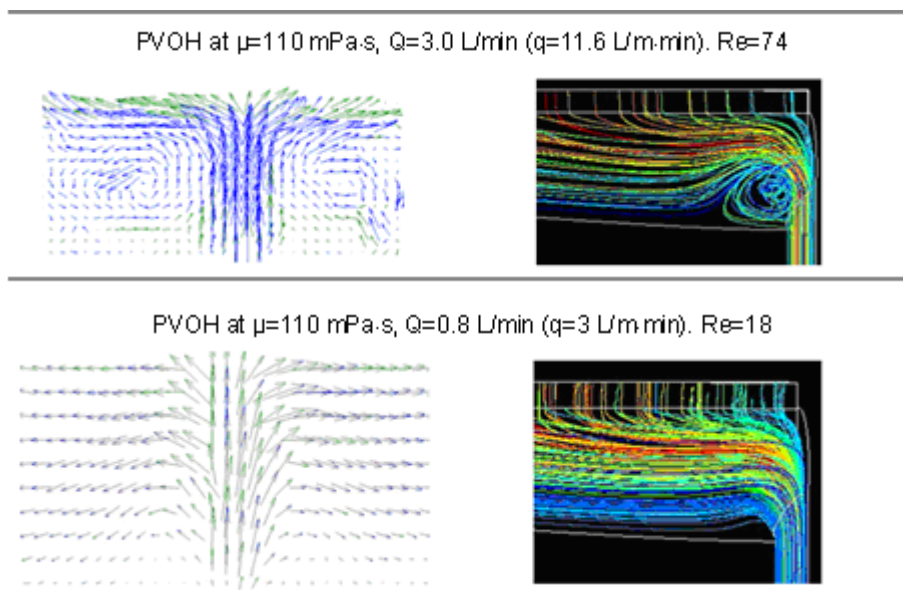 PVOH at μ=110 mPa·s, Q=3.0 L/min (q=11.6 L/m·min). Re=74
PVOH at μ=110 mPa·s, Q=0.8 L/min (q=3 L/m·min). Re=18